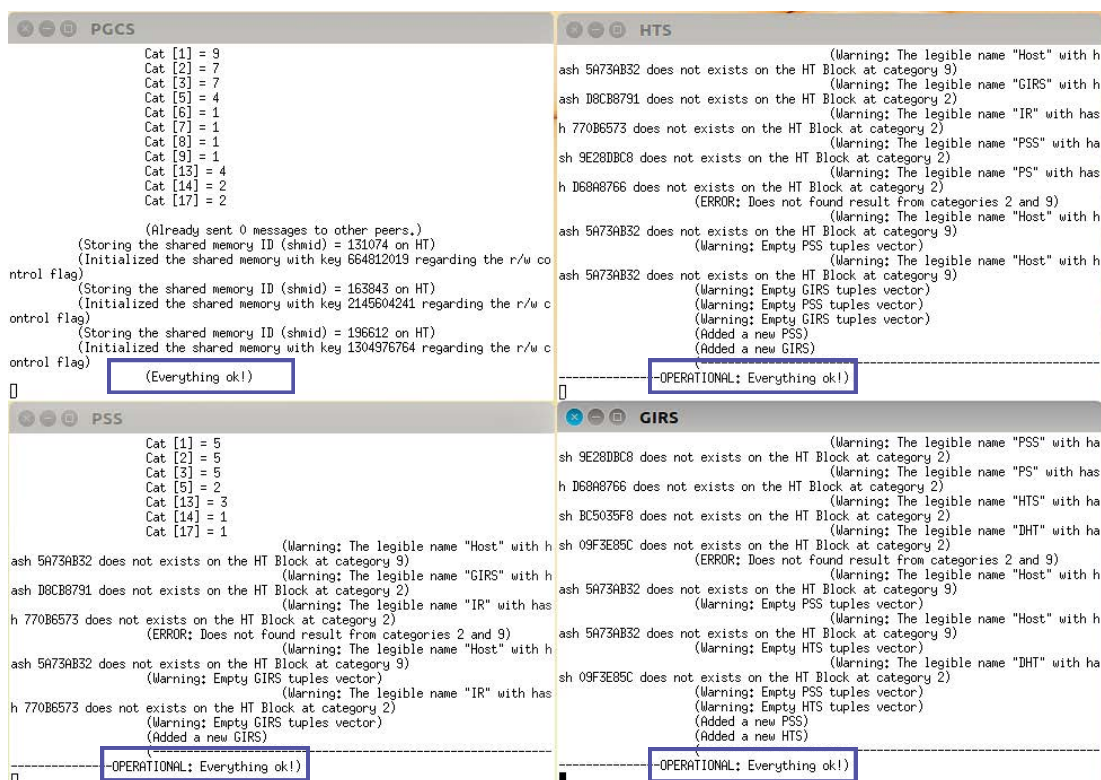 PGCS
Cat [1] = 9
Cat [2] = 7
Cat [3] = 7
Cat [5] = 4
Cat [6] = 1
Cat [7] = 1
Cat [8] = 1
Cat [9] = 1
Cat [13] = 4
Cat [14] = 2
Cat [17] = 2
(Already sent 0 messages to other peers.)
(Storing the shared memory ID (shmid) = 131074 on HT)
(Initialized the shared memory with key 664812019 regarding the r/w co
ntrol flag)
(Storing the shared memory ID (shmid) = 163843 on HT)
(Initialized the shared memory with key 2145604241 regarding the r/w c
ontrol flag)
(Storing the shared memory ID (shmid) = 196612 on HT)
(Initialized the shared memory with key 1304976764 regarding the r/w c
ontrol flag)
(Everything ok!)
HTS
(Warning: The legible name "Host" with h
ash 5A73AB32 does not exists on the HT Block at category 9)
(Warning: The legible name "GIRS" with h
ash D8CB8791 does not exists on the HT Block at category 2)
(Warning: The legible name "IR" with has
h 770B6573 does not exists on the HT Block at category 2)
(Warning: The legible name "PSS" with ha
sh 9E28DBC8 does not exists on the HT Block at category 2)
(Warning: The legible name "PS" with has
h D68A8766 does not exists on the HT Block at category 2)
(ERROR: Does not found result from categories 2 and 9)
(Warning: The legible name "Host" with h
ash 5A73AB32 does not exists on the HT Block at category 9)
(Warning: Empty PSS tuples vector)
(Warning: The legible name "Host" with h
ash 5A73AB32 does not exists on the HT Block at category 9)
(Warning: Empty GIRS tuples vector)
(Warning: Empty PSS tuples vector)
(Warning: Empty GIRS tuples vector)
(Added a new PSS)
(Added a new GIRS)
(------------------------------------------------------
---------------OPERATIONAL: Everything ok!)
PSS
Cat [1] = 5
Cat [2] = 5
Cat [3] = 5
Cat [5] = 2
Cat [13] = 3
Cat [14] = 1
Cat [17] = 1
(Warning: The legible name "Host" with h
ash 5A73AB32 does not exists on the HT Block at category 9)
(Warning: The legible name "GIRS" with h
ash D8CB8791 does not exists on the HT Block at category 2)
(Warning: The legible name "IR" with has
h 770B6573 does not exists on the HT Block at category 2)
(ERROR: Does not found result from categories 2 and 9)
(Warning: The legible name "Host" with h
ash 5A73AB32 does not exists on the HT Block at category 9)
(Warning: Empty GIRS tuples vector)
(Warning: The legible name "IR" with has
h 770B6573 does not exists on the HT Block at category 2)
(Warning: Empty GIRS tuples vector)
(Added a new GIRS)
(------------------------------------------------------
---------------OPERATIONAL: Everything ok!)
GIRS
(Warning: The legible name "PSS" with ha
sh 9E28DBC8 does not exists on the HT Block at category 2)
(Warning: The legible name "PS" with has
h D68A8766 does not exists on the HT Block at category 2)
(Warning: The legible name "HTS" with ha
sh BC5035F8 does not exists on the HT Block at category 2)
(Warning: The legible name "DHT" with ha
sh 09F3E85C does not exists on the HT Block at category 2)
(ERROR: Does not found result from categories 2 and 9)
(Warning: The legible name "Host" with h
ash 5A73AB32 does not exists on the HT Block at category 9)
(Warning: Empty PSS tuples vector)
(Warning: The legible name "Host" with h
ash 5A73AB32 does not exists on the HT Block at category 9)
(Warning: Empty HTS tuples vector)
(Warning: The legible name "DHT" with ha
sh 09F3E85C does not exists on the HT Block at category 2)
(Warning: Empty PSS tuples vector)
(Warning: Empty HTS tuples vector)
(Added a new PSS)
(Added a new HTS)
(------------------------------------------------------
---------------OPERATIONAL: Everything ok!)